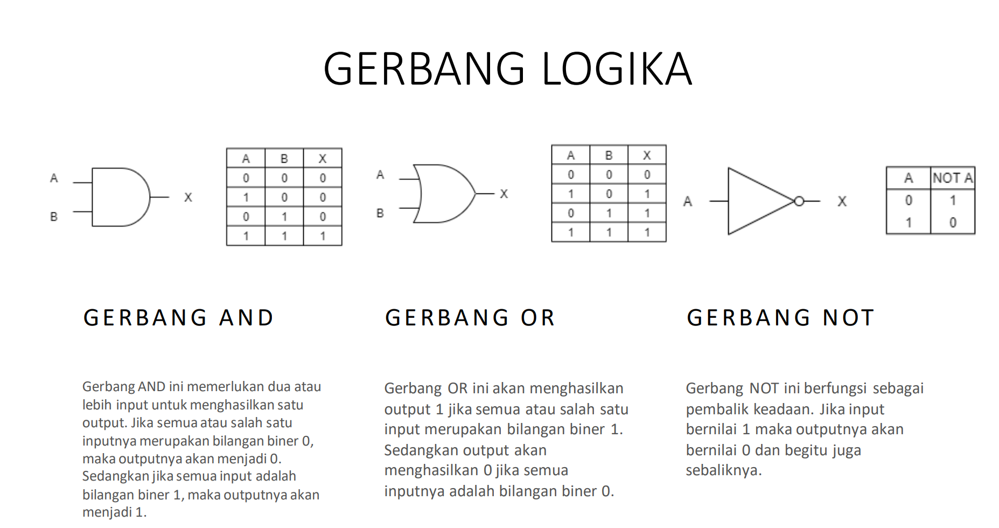 GERBANG LOGIKA
A
B
X
A B X
0 0 0
1 0 0
0 1 0
1 1 1
A
B
X
A B X
0 0 0
1 0 1
0 1 1
1 1 1
A
X
A NOT A
0 1
1 0
GERBANG AND
Gerbang AND ini memerlukan dua atau
lebih input untuk menghasilkan satu
output. Jika semua atau salah satu
inputnya merupakan bilangan biner 0,
maka outputnya akan menjadi 0.
Sedangkan jika semua input adalah
bilangan biner 1, maka outputnya akan
menjadi 1.
GERBANG OR
Gerbang OR ini akan menghasilkan
output 1 jika semua atau salah satu
input merupakan bilangan biner 1.
Sedangkan output akan
menghasilkan 0 jika semua
inputnya adalah bilangan biner 0.
GERBANG NOT
Gerbang NOT ini berfungsi sebagai
pembalik keadaan. Jika input
bernilai 1 maka outputnya akan
bernilai 0 dan begitu juga
sebaliknya.